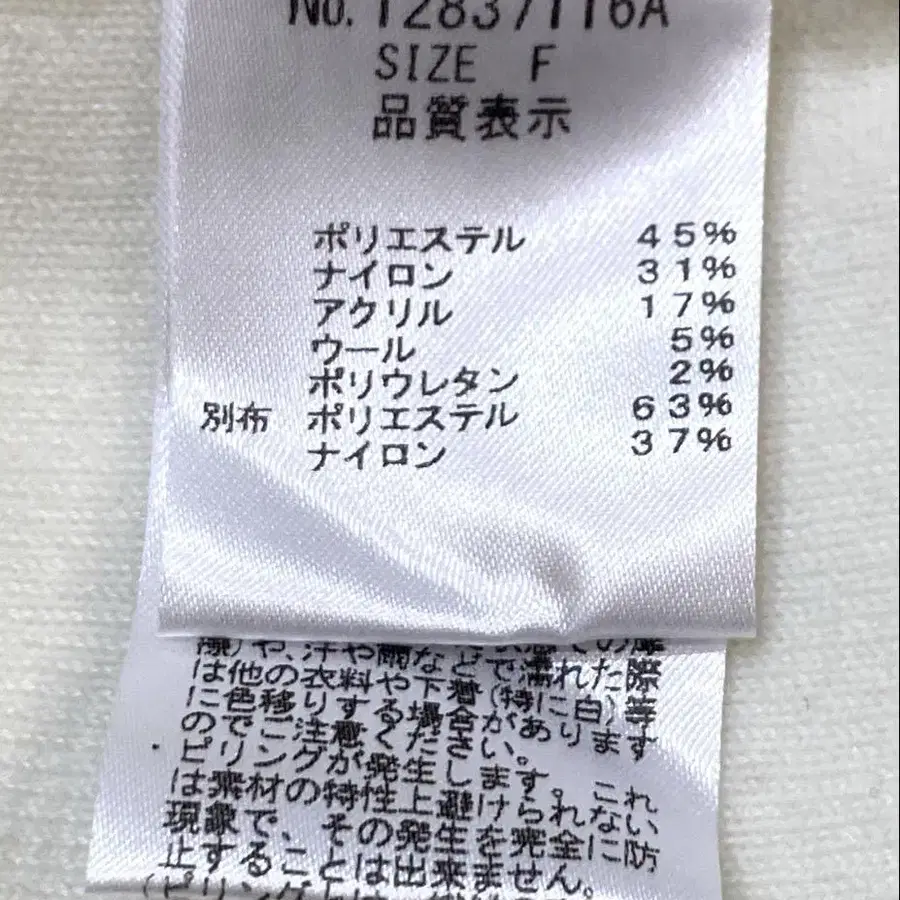 No.12837116A
SIZE F
品質表示
ポリエステル 45%
ナイロン 31%
アクリル 17%
ウール 5%
ポリウレタン 2%
別布 ポリエステル 63%
ナイロン 37%
は他の衣料や下着(特に白)等
に色移りする場合があります
のでご注意ください。
ピリングが発生します。これ
は素材の特性上避けられない
現象で、その発生を完全に防
止することは出来ません。